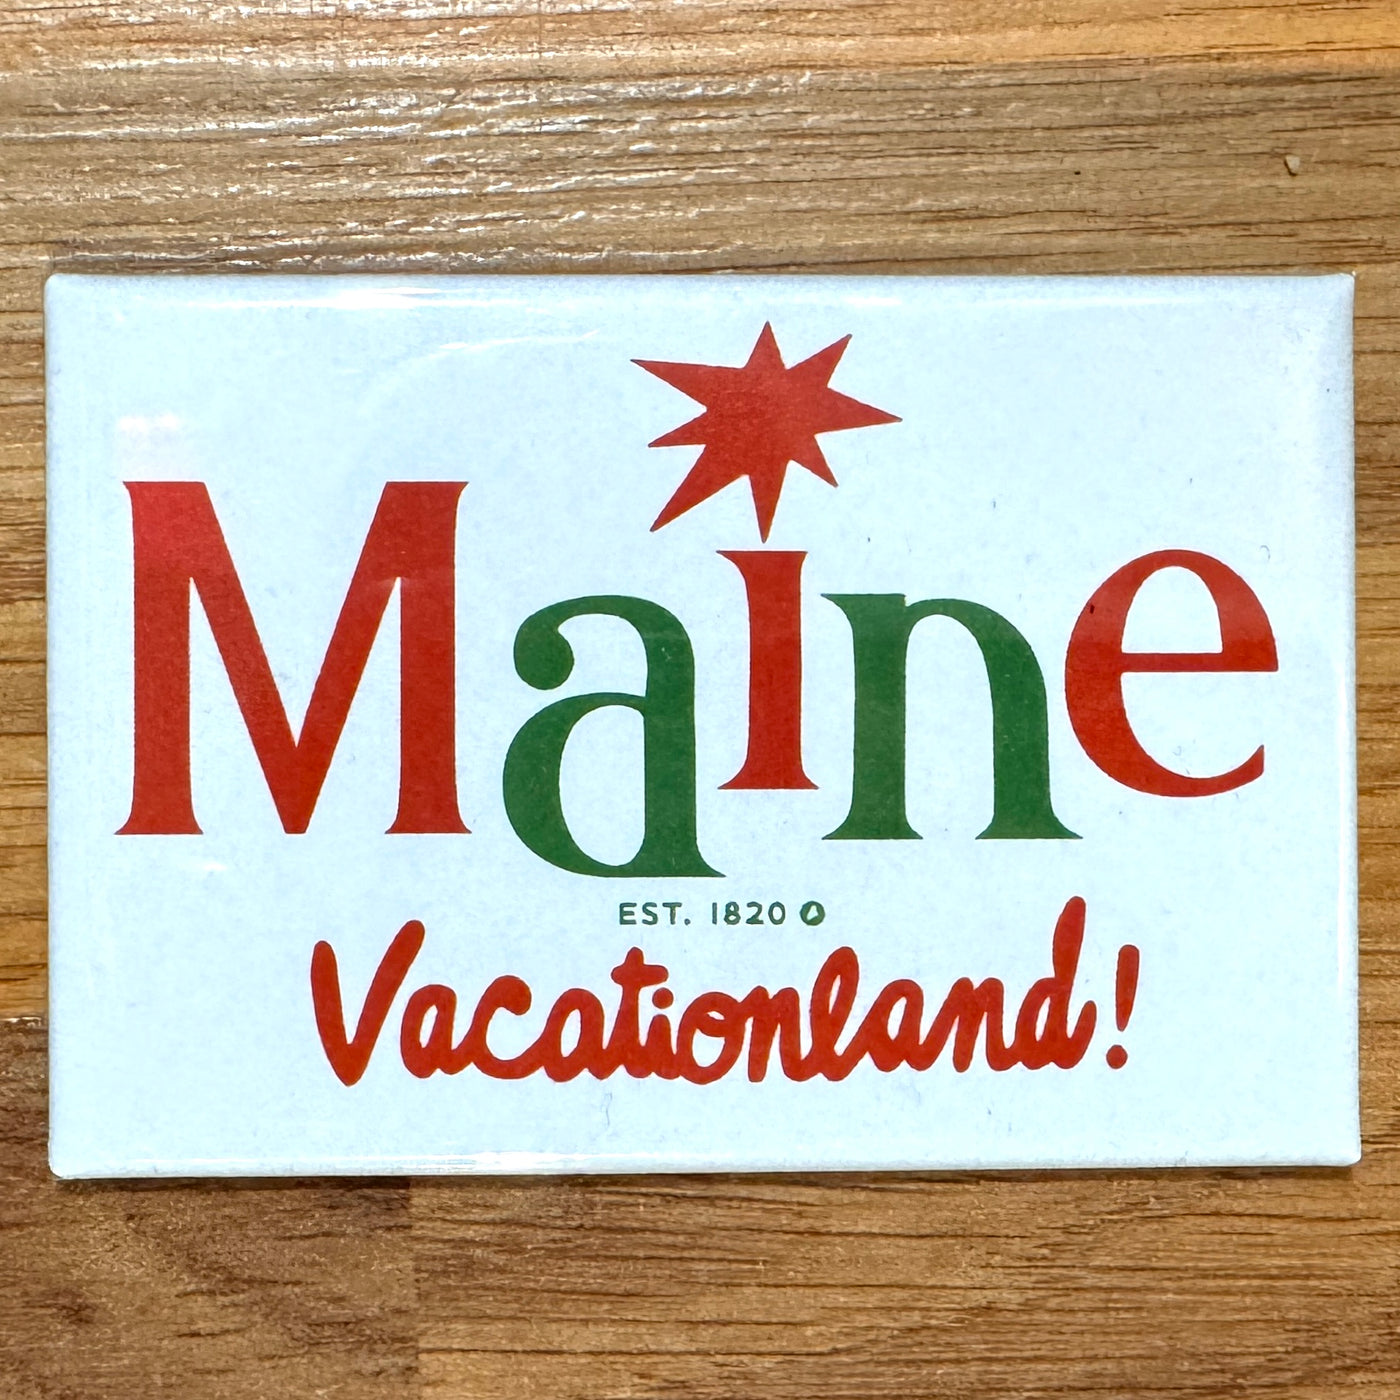 Maine
EST. 1820
Vacationland!